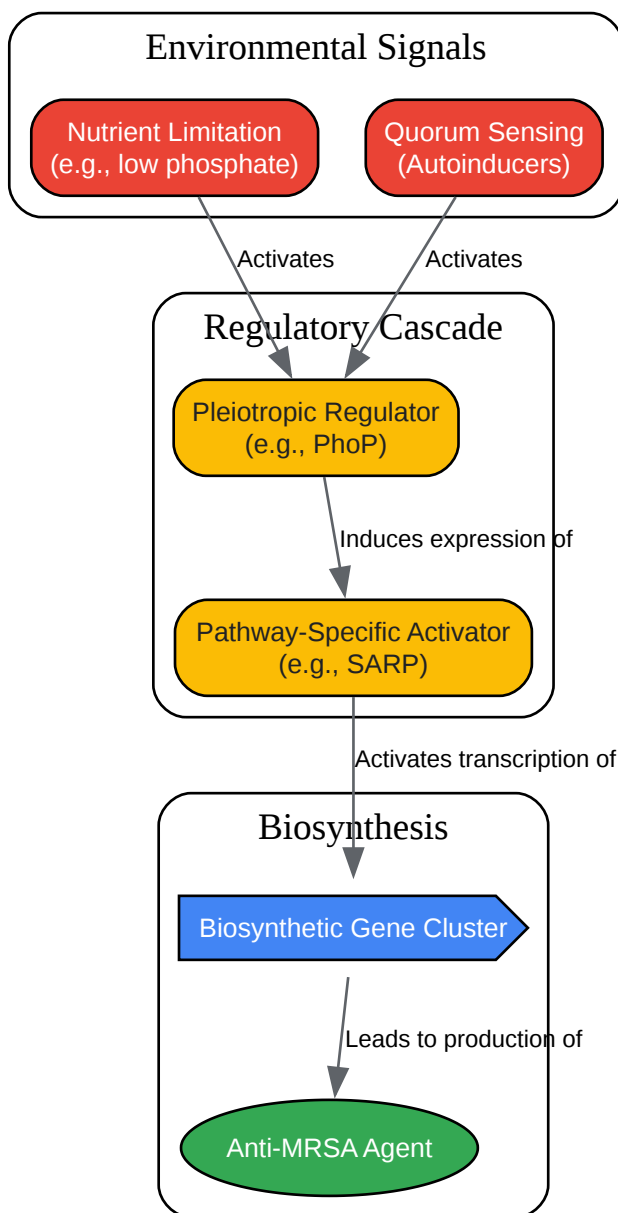 Environmental Signals
Nutrient Limitation
(e.g., low phosphate)
Quorum Sensing
(Autoinducers)
Activates
Activates
Regulatory Cascade
Pleiotropic Regulator
(e.g., PhoP)
Induces expression of
Pathway-Specific Activator
(e.g., SARP)
Activates transcription of
Biosynthesis
Biosynthetic Gene Cluster
Leads to production of
Anti-MRSA Agent